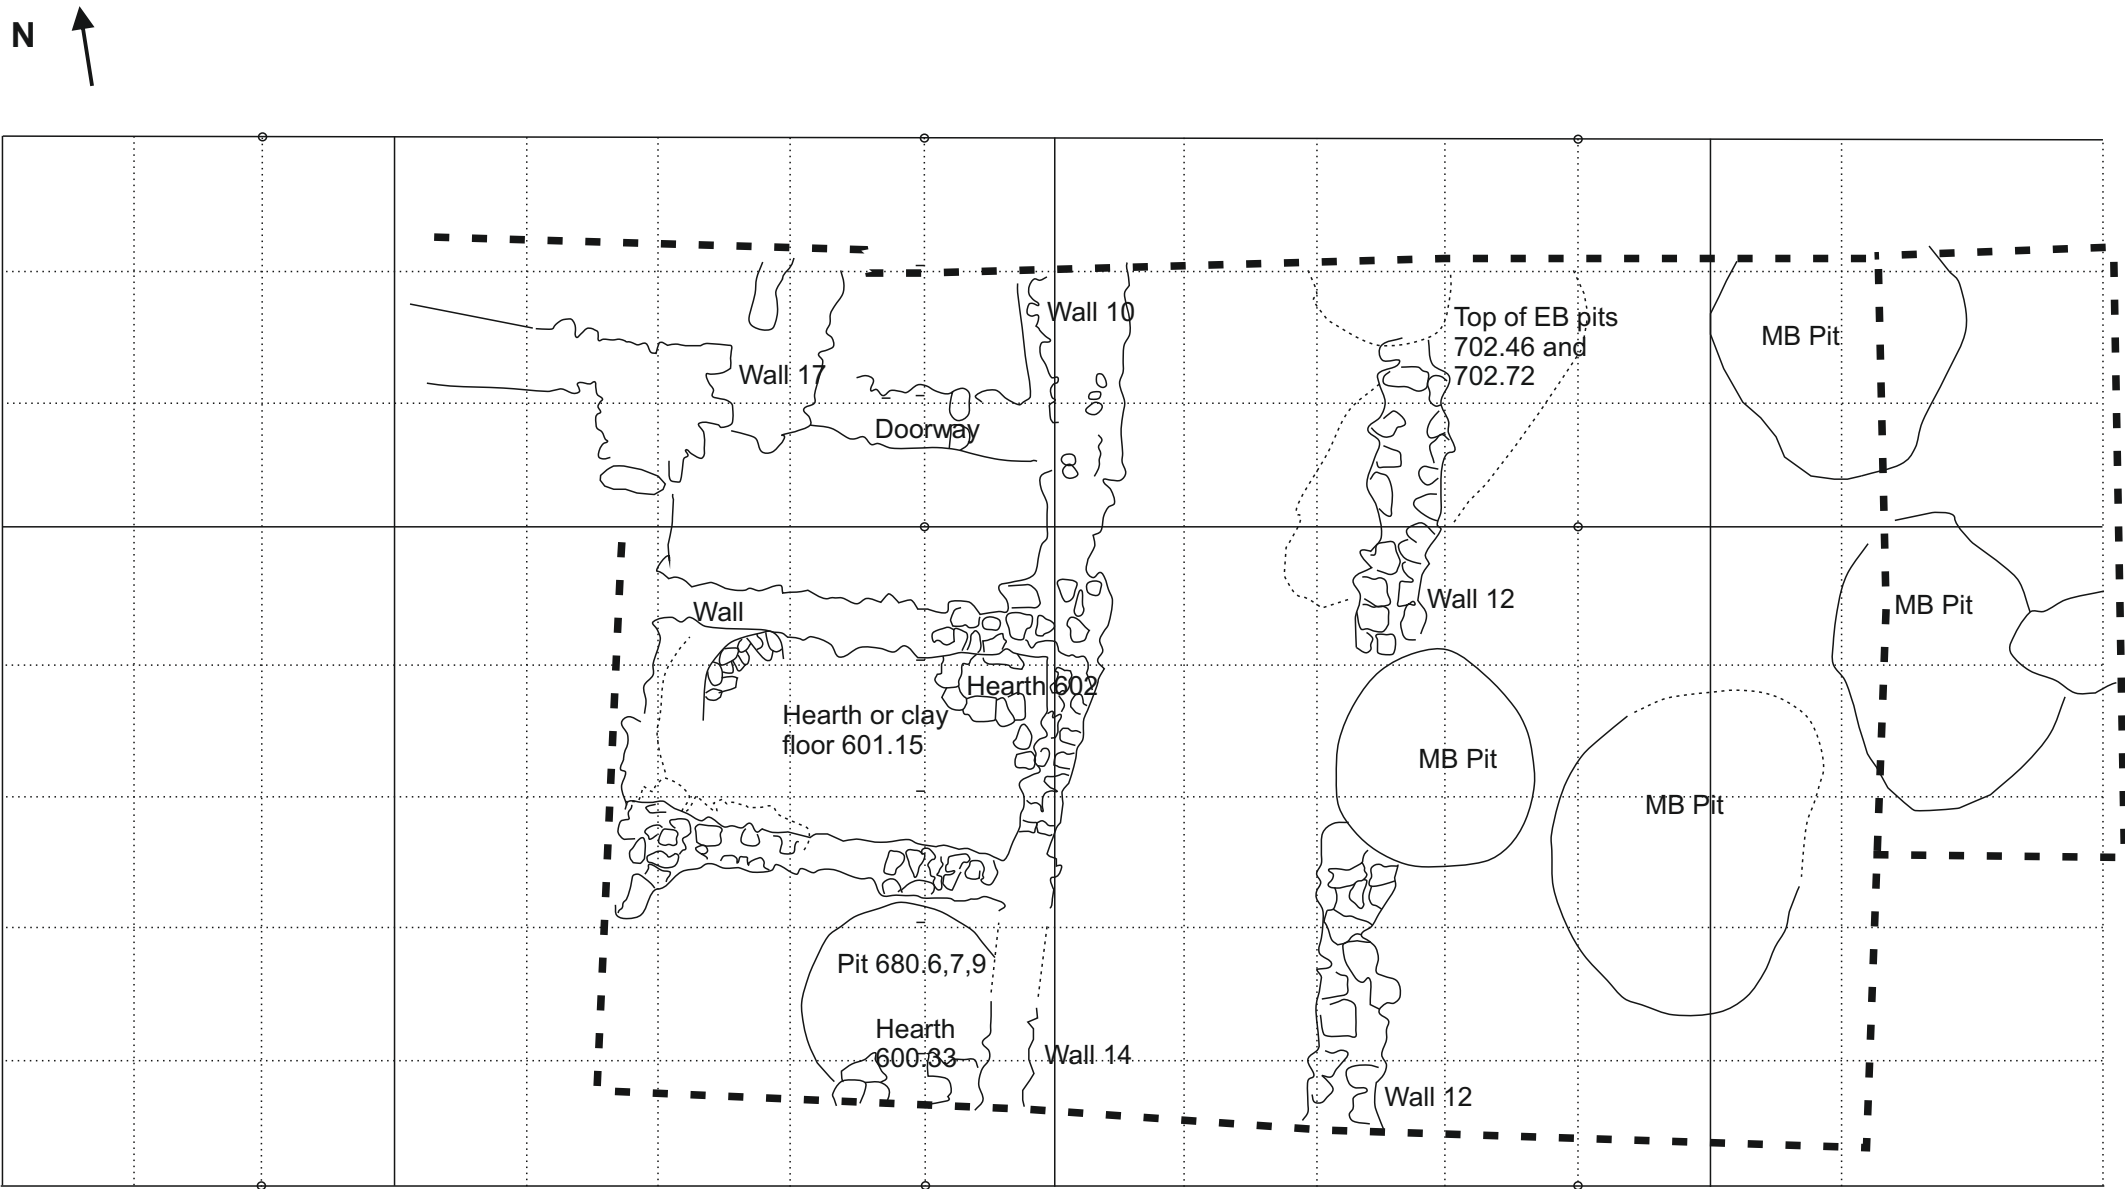 N
Wall 10
Top of EB pits
702.46 and
702.72
MB Pit
Wall 17
Doorway
Wall
Wall 12
MB Pit
Hearth 602
Hearth or clay
floor 601.15
MB Pit
MB Pit
Pit 680.6,7,9
Hearth
600.33
Wall 14
Wall 12